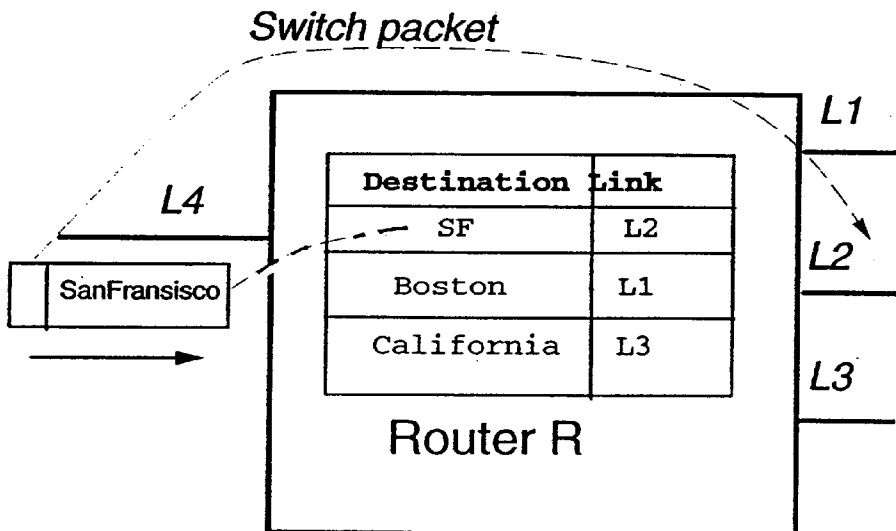 Switch packet
L1
Destination Link
L4
SF L2
SanFransisco
Boston L1
L2
California L3
L3
Router R